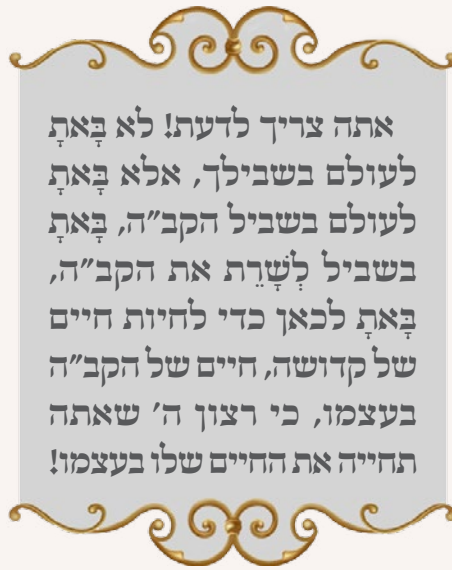 אתה צריך לדעת! לא בָּאתָ
לעולם בשבילך, אלא בָּאתָ
לעולם בשביל הקב״ה, בָּאתָ
בשביל לְשָׁרֵת את הקב״ה,
בָּאתָ לכאן כדי לחיות חיים
של קדושה, חיים של הקב״ה
בעצמו, כי רצון ה׳ שאתה
תחייה את החיים שלו בעצמו!